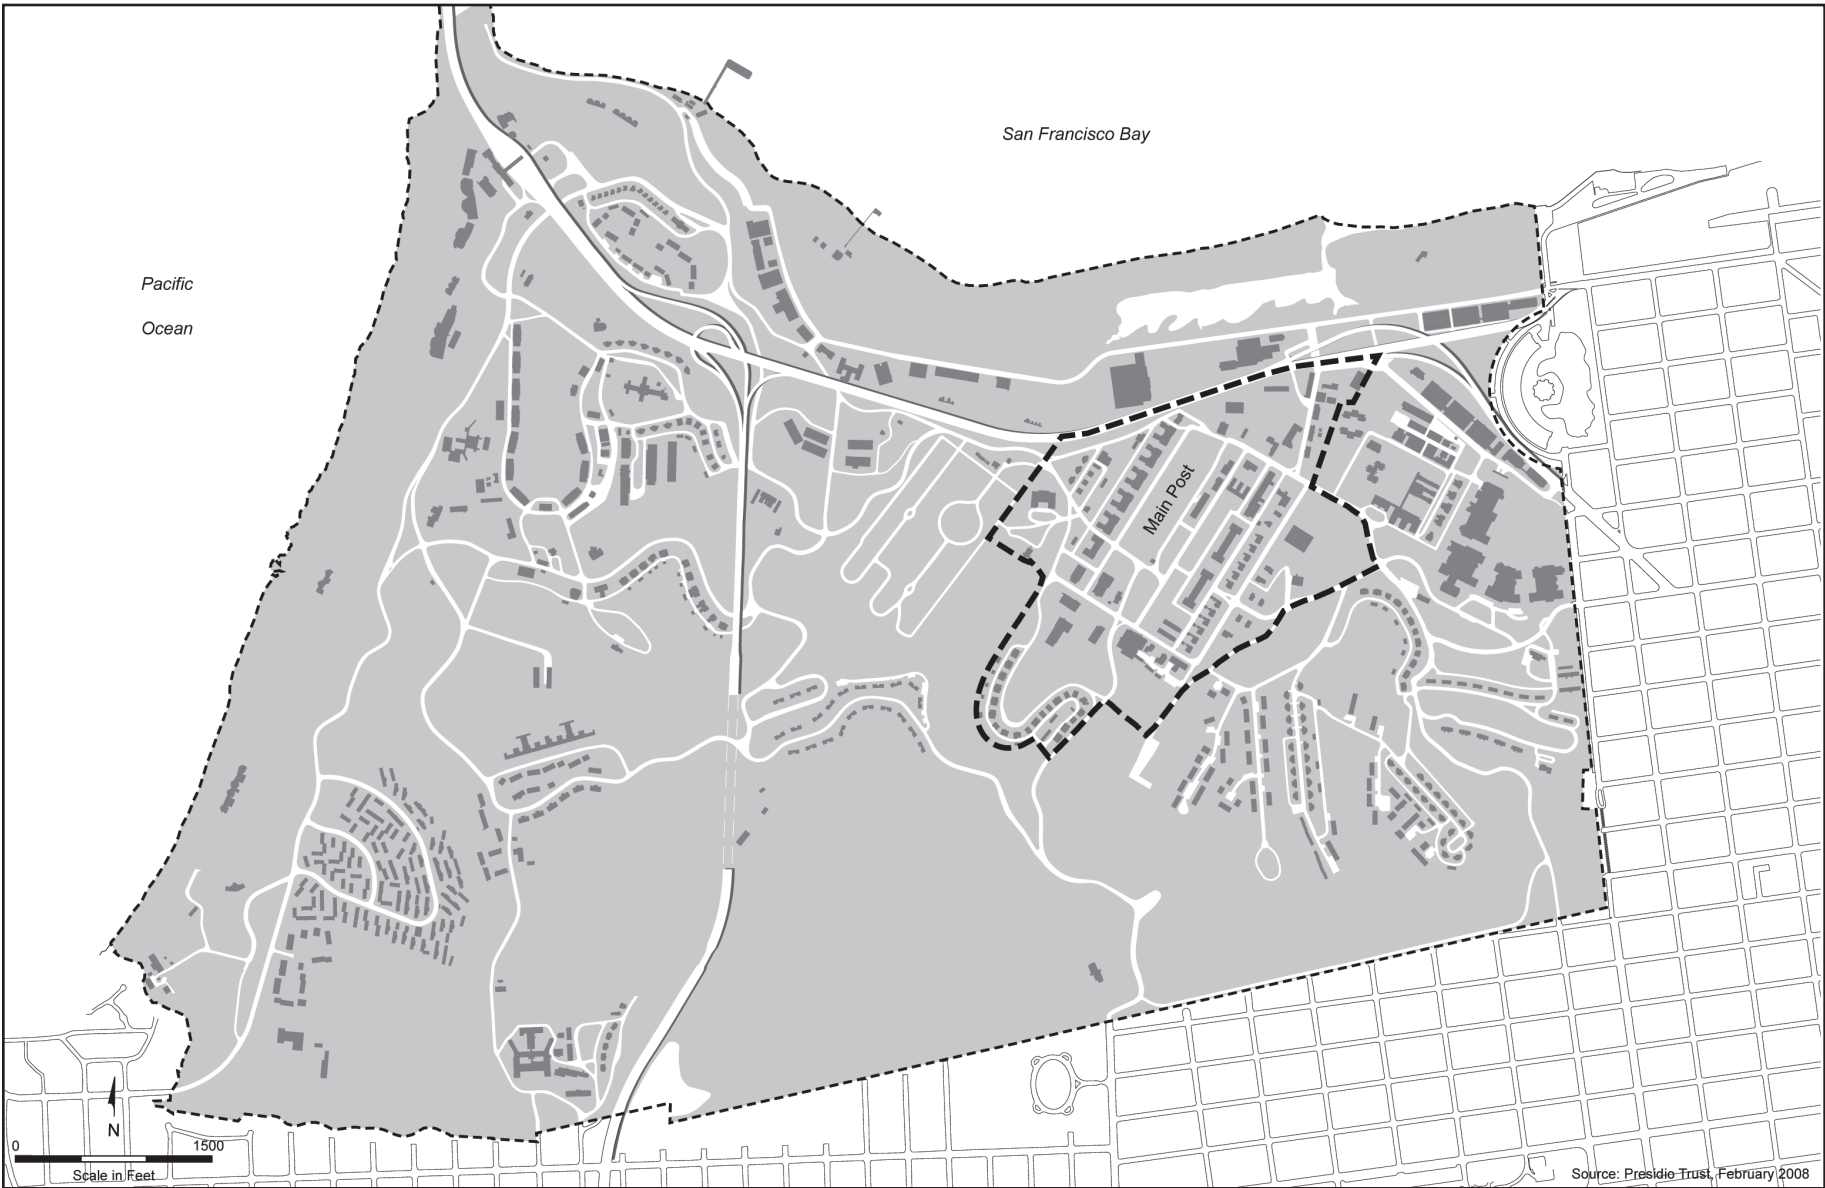 San Francisco Bay
Pacific
Ocean
Main Post
N
0 1500
Scale in Feet
Source: Presidio Trust, February 2008